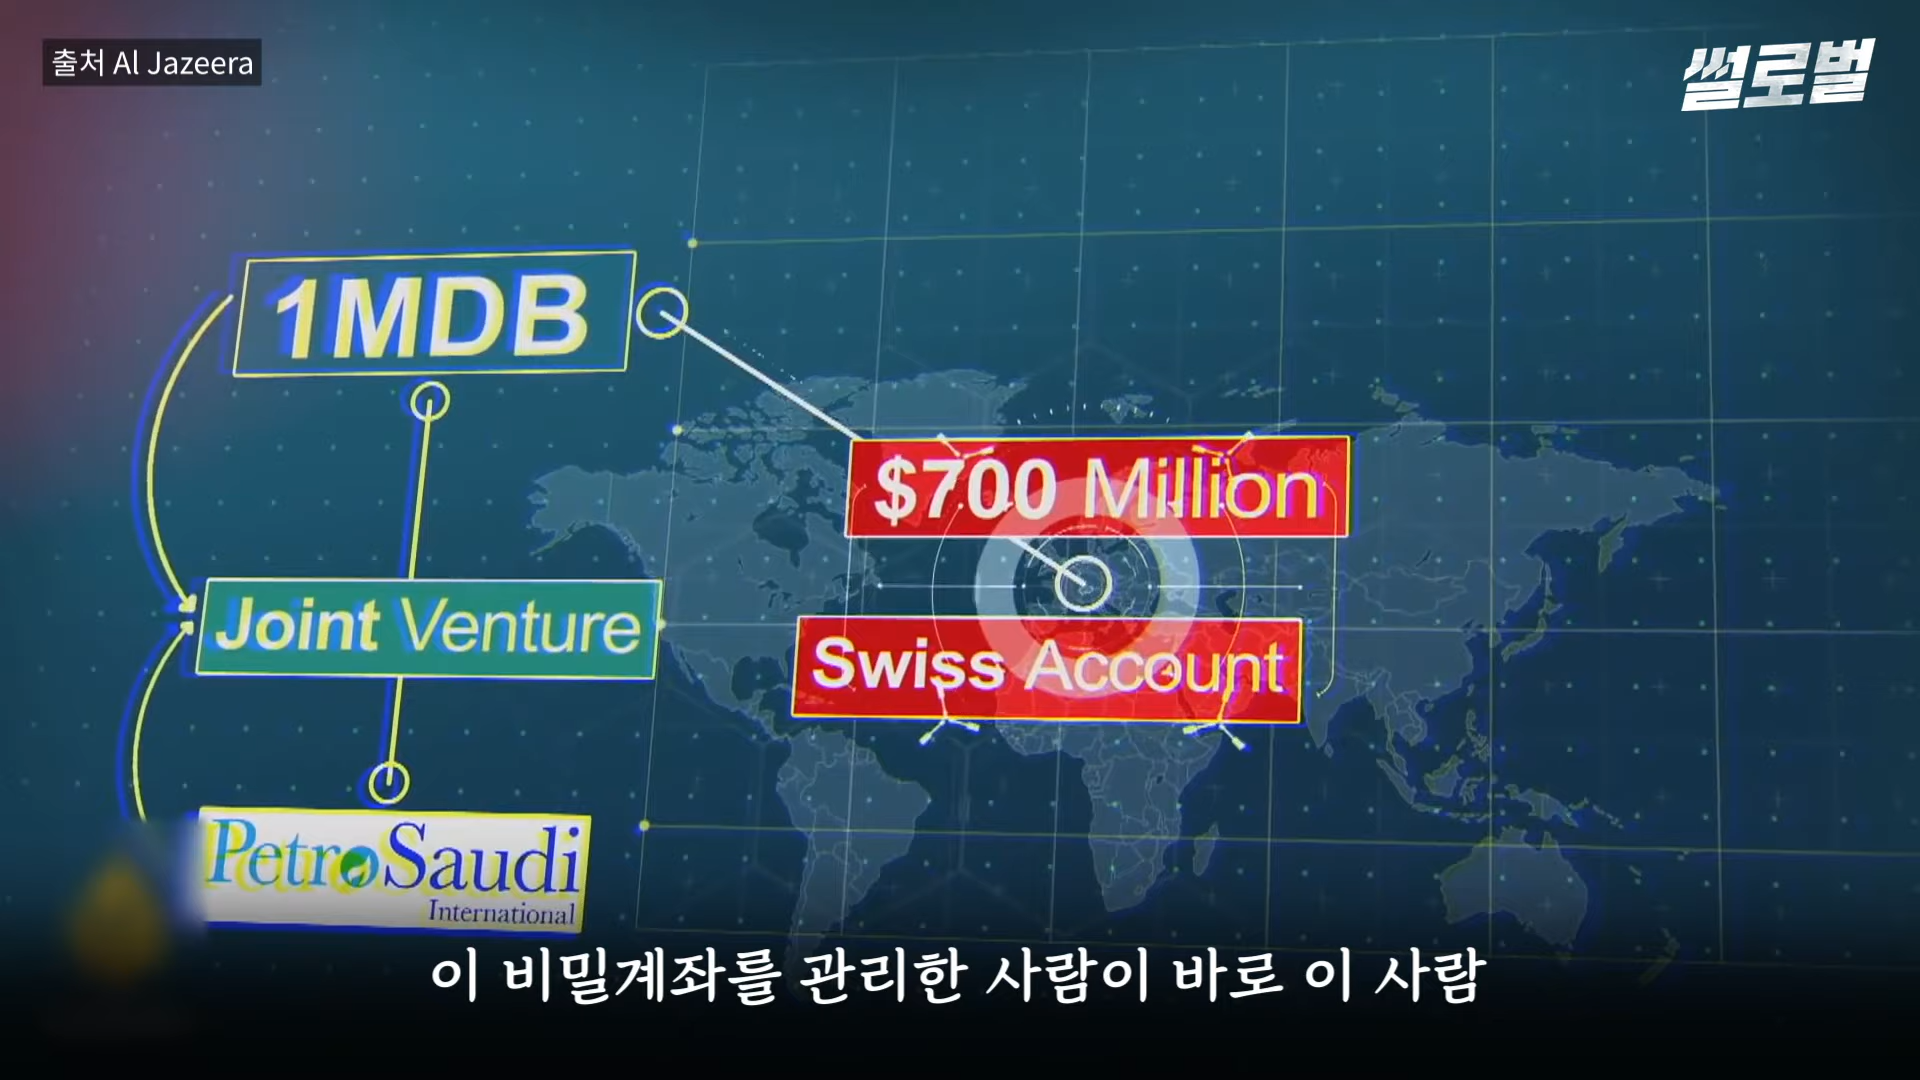 출처 Al Jazeera
썰로벌
1MDB
$700 Million
Joint Venture
Swiss Account
PetroSaudi
International
이 비밀계좌를 관리한 사람이 바로 이 사람